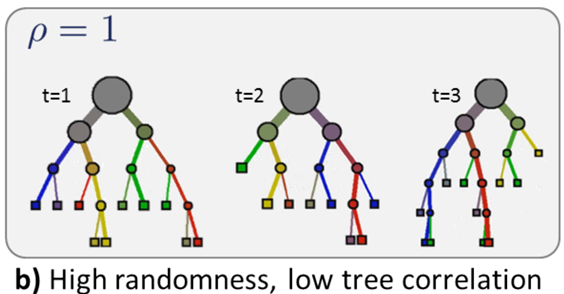 ρ = 1
t=1
t=2
t=3
b) High randomness, low tree correlation